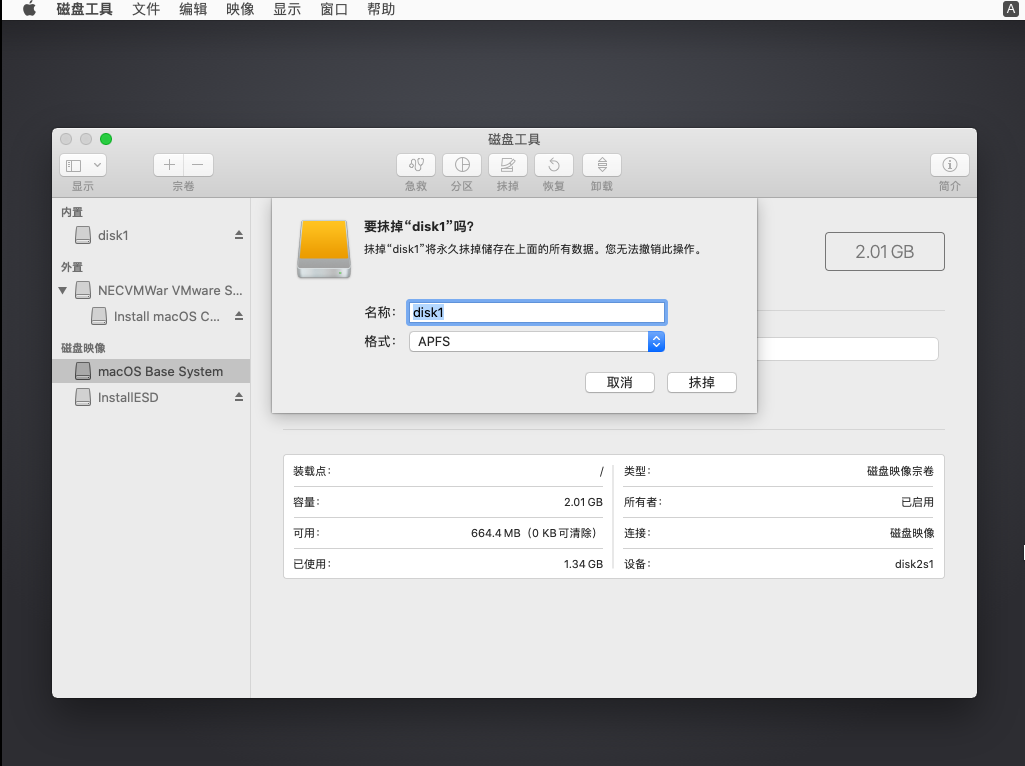 磁盘工具 文件 编辑 映像 显示 窗口 帮助 A
磁盘工具
显示 宗卷 急救 分区 抹掉 恢复 卸载 简介
内置
disk1
外置
NECVMWar VMware S...
Install macOS C...
磁盘映像
macOS Base System
InstallESD
要抹掉“disk1”吗?
抹掉“disk1”将永久抹掉储存在上面的所有数据。您无法撤销此操作。
名称: disk1
格式: APFS
取消 抹掉
2.01 GB
装载点: /
类型: 磁盘映像宗卷
容量: 2.01 GB
所有者: 已启用
可用: 664.4 MB（0 KB可清除）
连接: 磁盘映像
已使用: 1.34 GB
设备: disk2s1